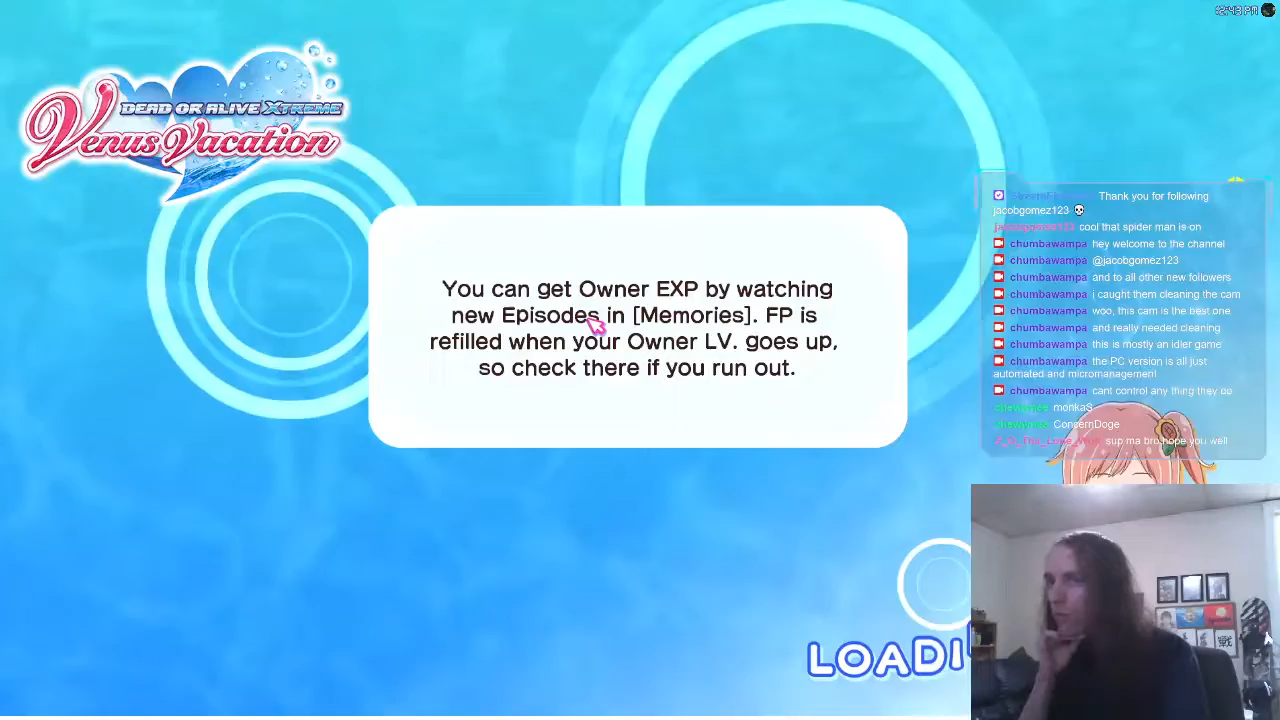 12:43 PM
DEAD OR ALIVE XTREME
Venus Vacation
You can get Owner EXP by watching
new Episodes in [Memories]. FP is
refilled when your Owner LV. goes up,
so check there if you run out.
Thank you for following
jacobgomez123
jacobgomez123 cool that spider man is on
chumbawampa hey welcome to the channel
chumbawampa @jacobgomez123
chumbawampa and to all other new followers
chumbawampa i caught them cleaning the cam
chumbawampa woo, this cam is the best one
chumbawampa and really needed cleaning
chumbawampa this is mostly an idler game
chumbawampa the PC version is all just
automated and micromanagement
chumbawampa cant control any thing they do
monkaS
ConcernDoge
sup ma bro hope you well
LOADI